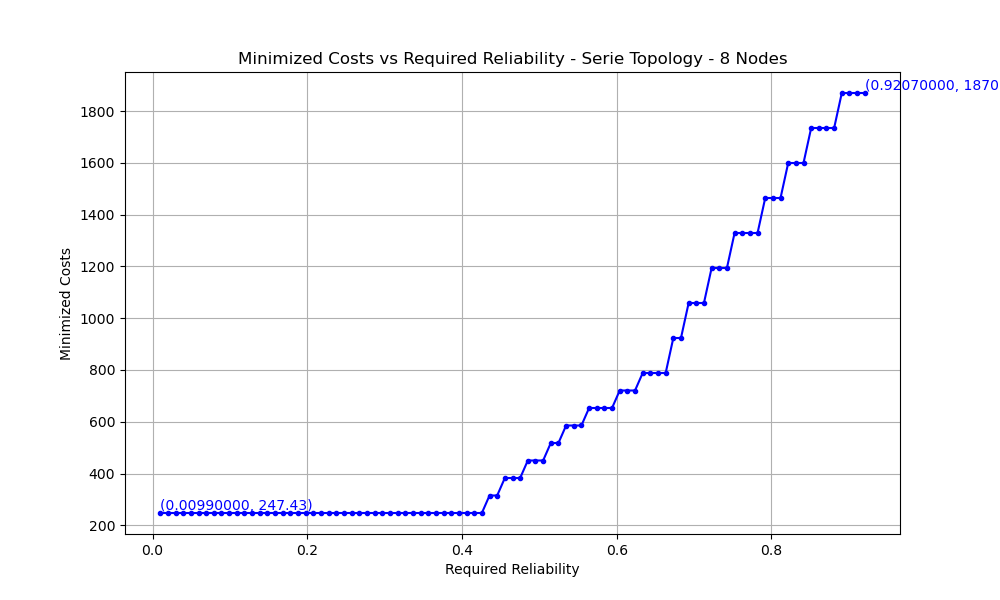 Minimized Costs vs Required Reliability - Serie Topology - 8 Nodes
(0.92070000, 1870
1800
1600
1400
1200
1000
800
600
400
200
Minimized Costs
(0.00990000, 247.43)
0.0 0.2 0.4 0.6 0.8
Required Reliability